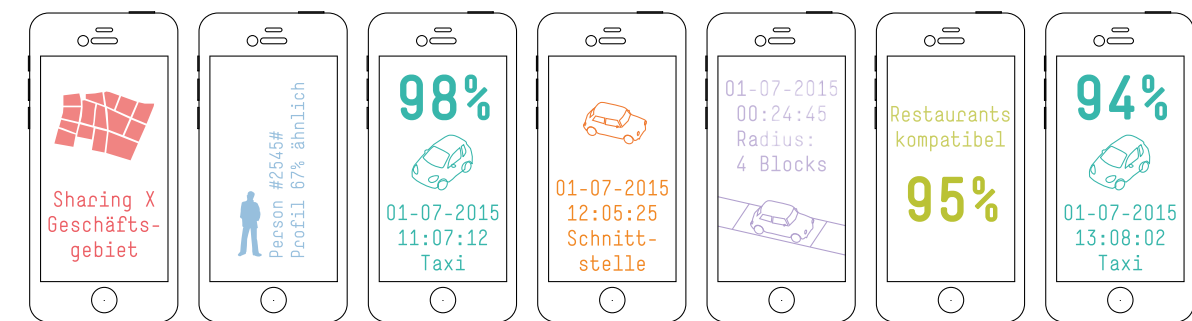 Sharing X
Geschäfts-
gebiet
Person #2545#
Profil 67% ähnlich
98%
01-07-2015
11:07:12
Taxi
01-07-2015
12:05:25
Schnitt-
stelle
01-07-2015
00:24:45
Radius:
4 Blocks
Restaurants
kompatibel
95%
94%
01-07-2015
13:08:02
Taxi